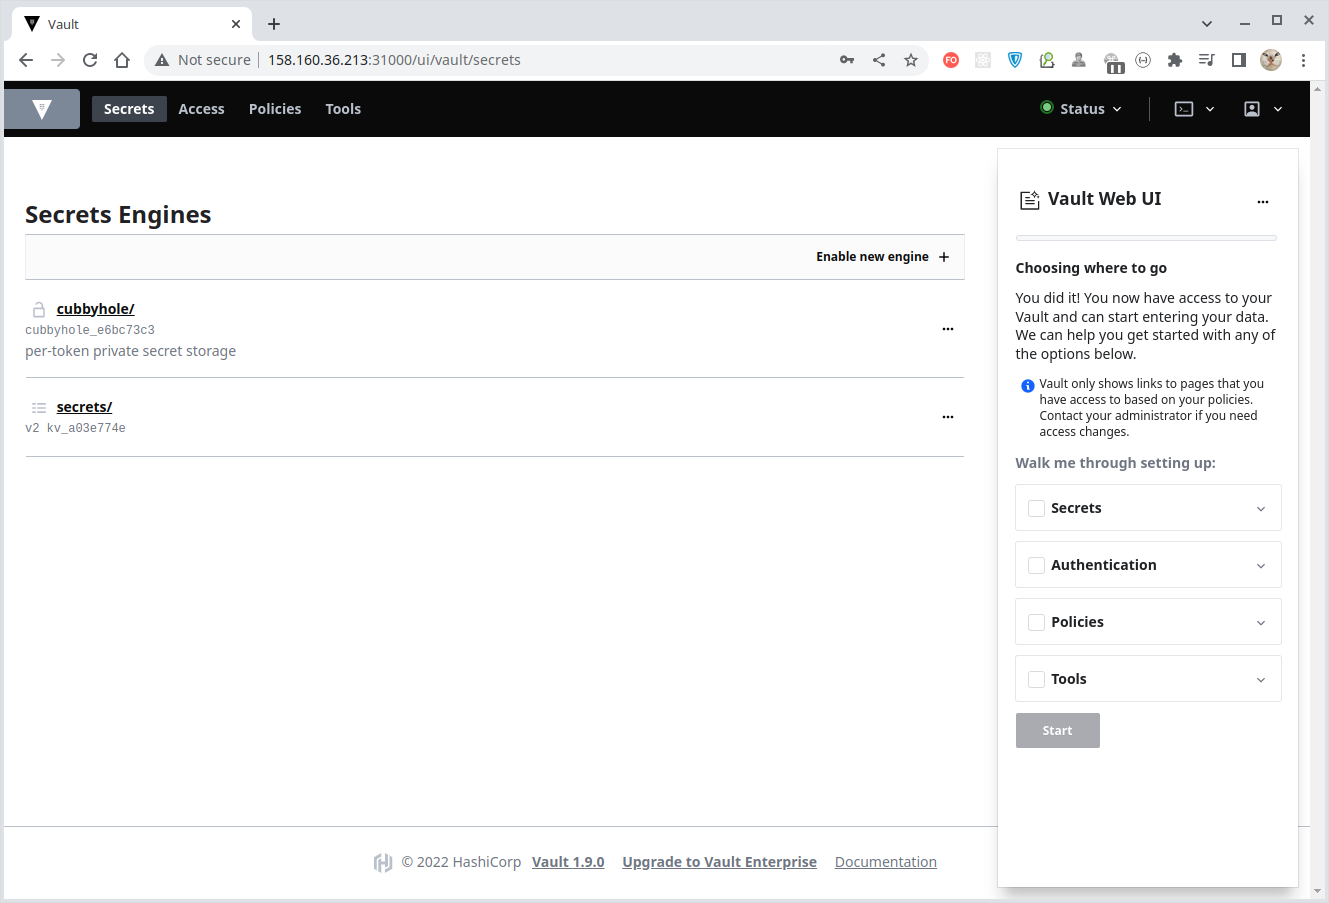 Vault
Not secure
158.160.36.213:31000/ui/vault/secrets
FO
Secrets
Access
Policies
Tools
Status
Secrets Engines
Enable new engine
cubbyhole/
cubbyhole_e6bc73c3
per-token private secret storage
secrets/
v2 kv_a03e774e
Vault Web UI
Choosing where to go
You did it! You now have access to your
Vault and can start entering your data.
We can help you get started with any of
the options below.
Vault only shows links to pages that you
have access to based on your policies.
Contact your administrator if you need
access changes.
Walk me through setting up:
Secrets
Authentication
Policies
Tools
Start
© 2022 HashiCorp Vault 1.9.0 Upgrade to Vault Enterprise Documentation